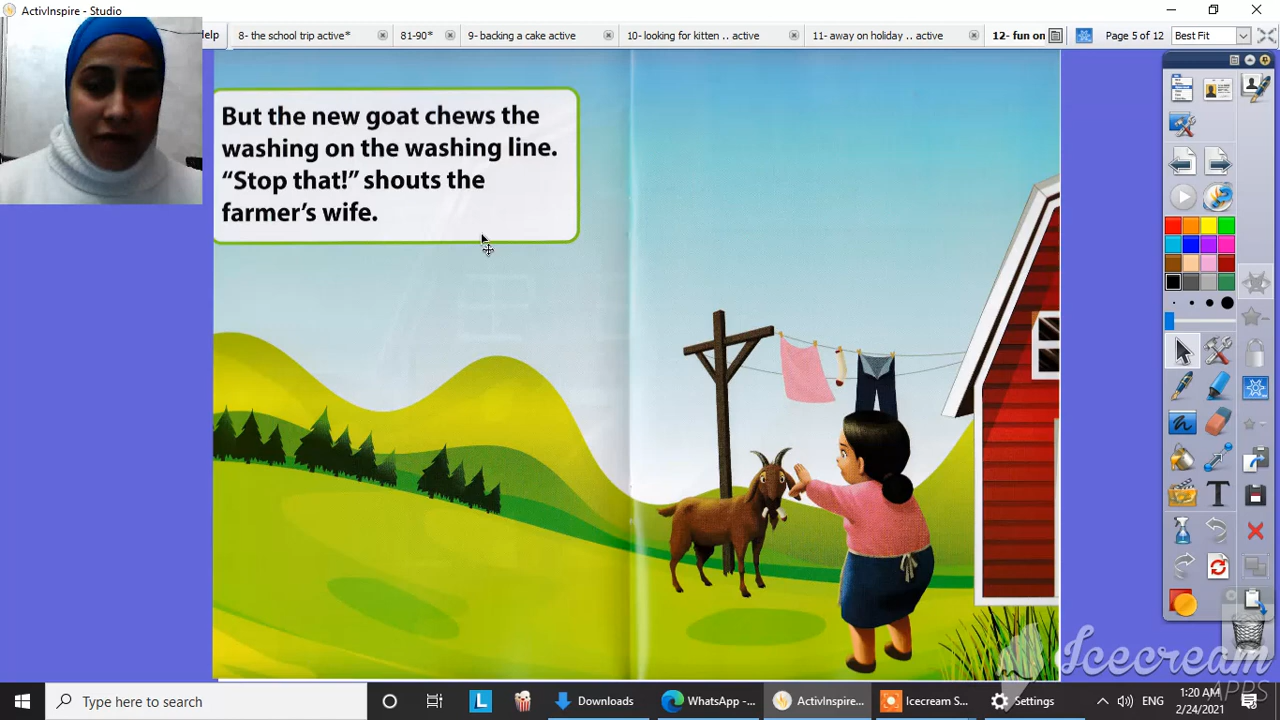 ActivInspire - Studio
elp
8- the school trip active*
81-90*
9- backing a cake active
10- looking for kitten .. active
11- away on holiday .. active
12- fun on
Page 5 of 12
Best Fit
But the new goat chews the
washing on the washing line.
“Stop that!” shouts the
farmer’s wife.
Icecream
APPS
Type here to search
L
Downloads
WhatsApp -...
ActivInspire...
Icecream S...
Settings
ENG
1:20 AM
2/24/2021